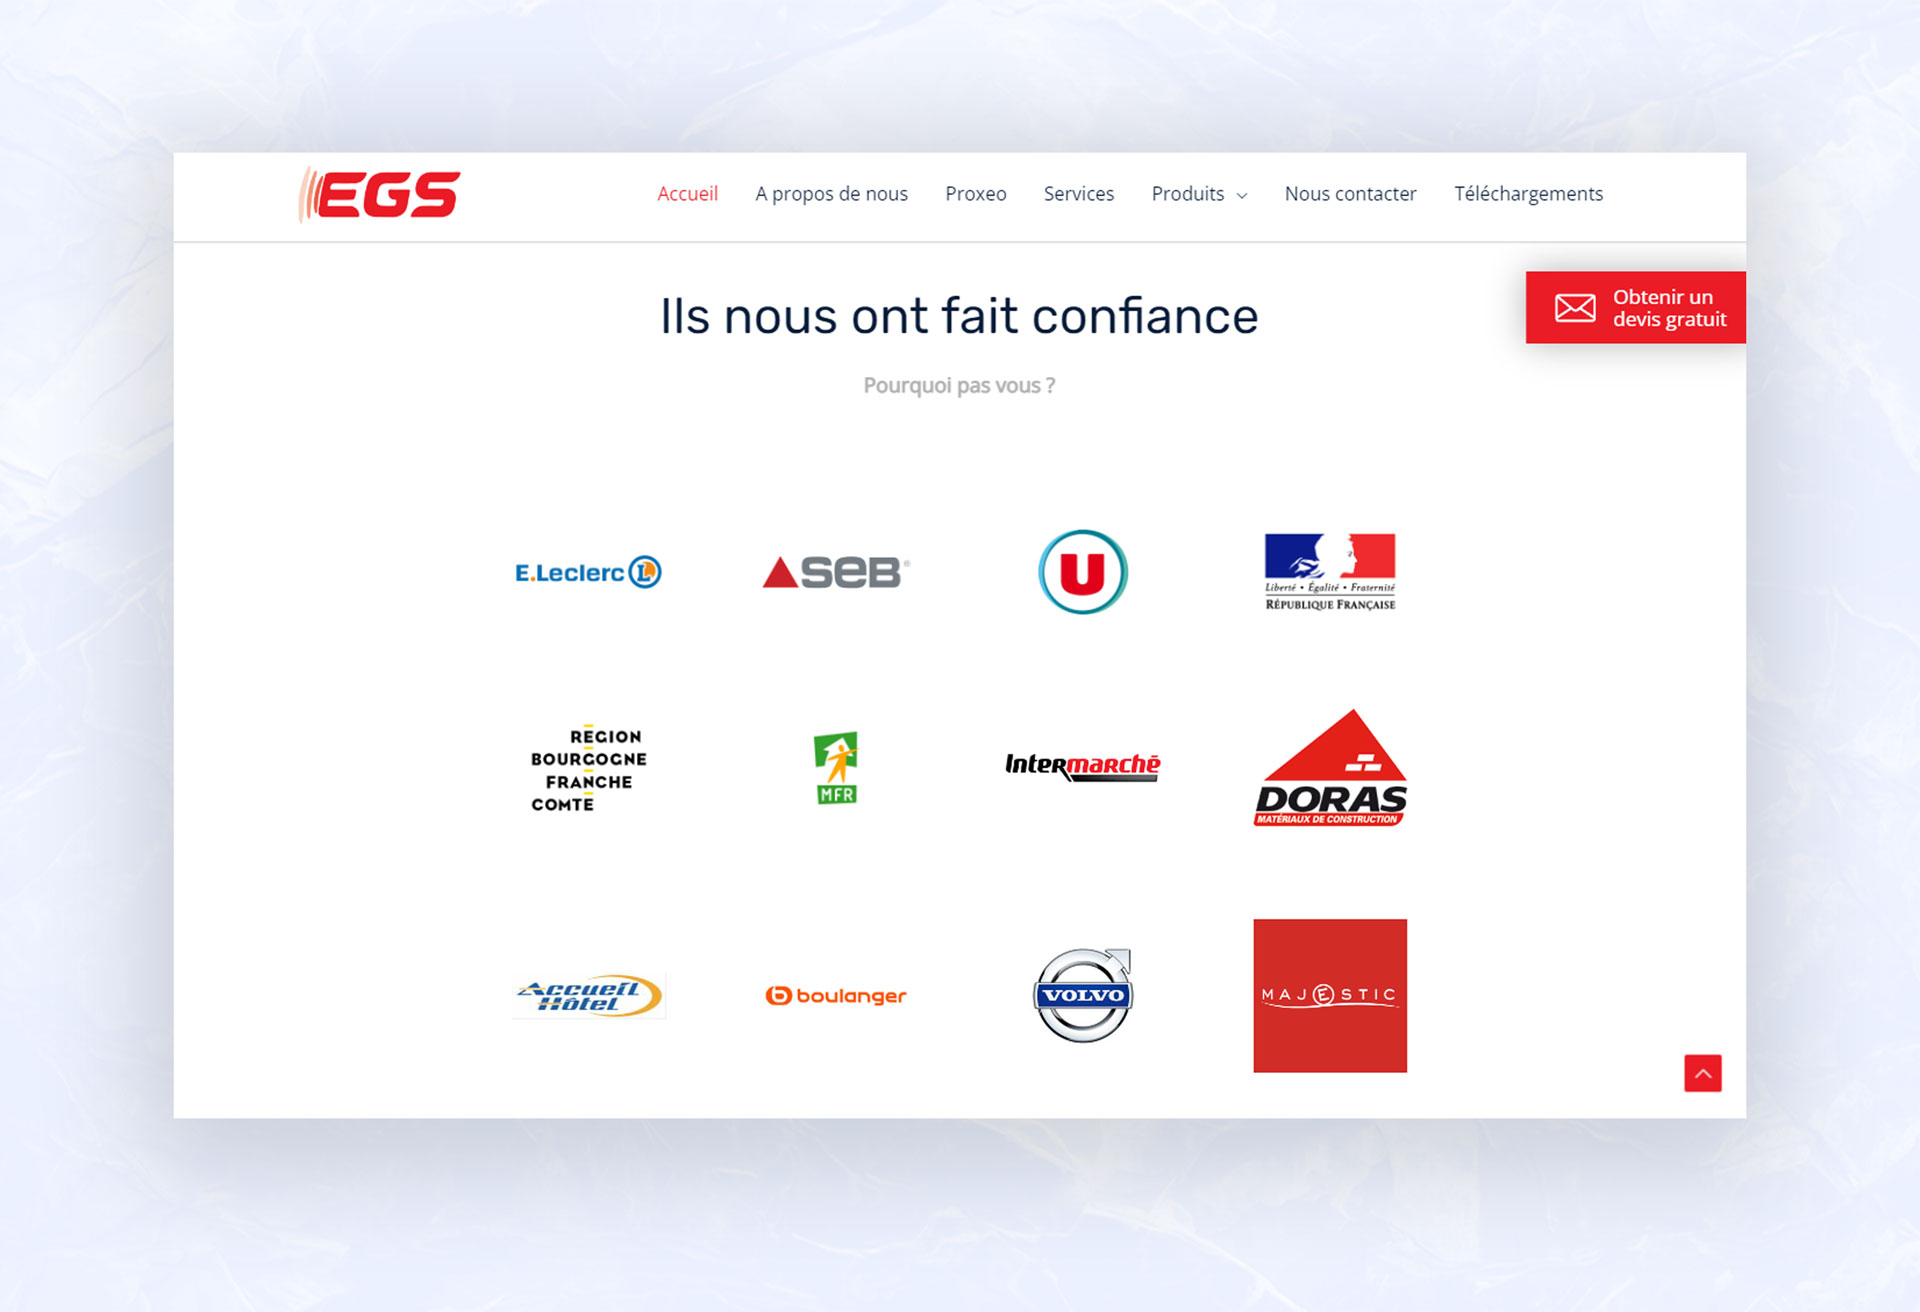 EGS
Accueil A propos de nous Proxeo Services Produits Nous contacter Téléchargements
Obtenir un
devis gratuit
Ils nous ont fait confiance
Pourquoi pas vous ?
E.Leclerc L
SEB®
U
Liberté • Égalité • Fraternité
RÉPUBLIQUE FRANÇAISE
REGION
BOURGOGNE
FRANCHE
COMTE
MFR
Intermarchē
DORAS
MATÉRIAUX DE CONSTRUCTION
Accueil
Hôtel
b boulanger
VOLVO
MAJESTIC